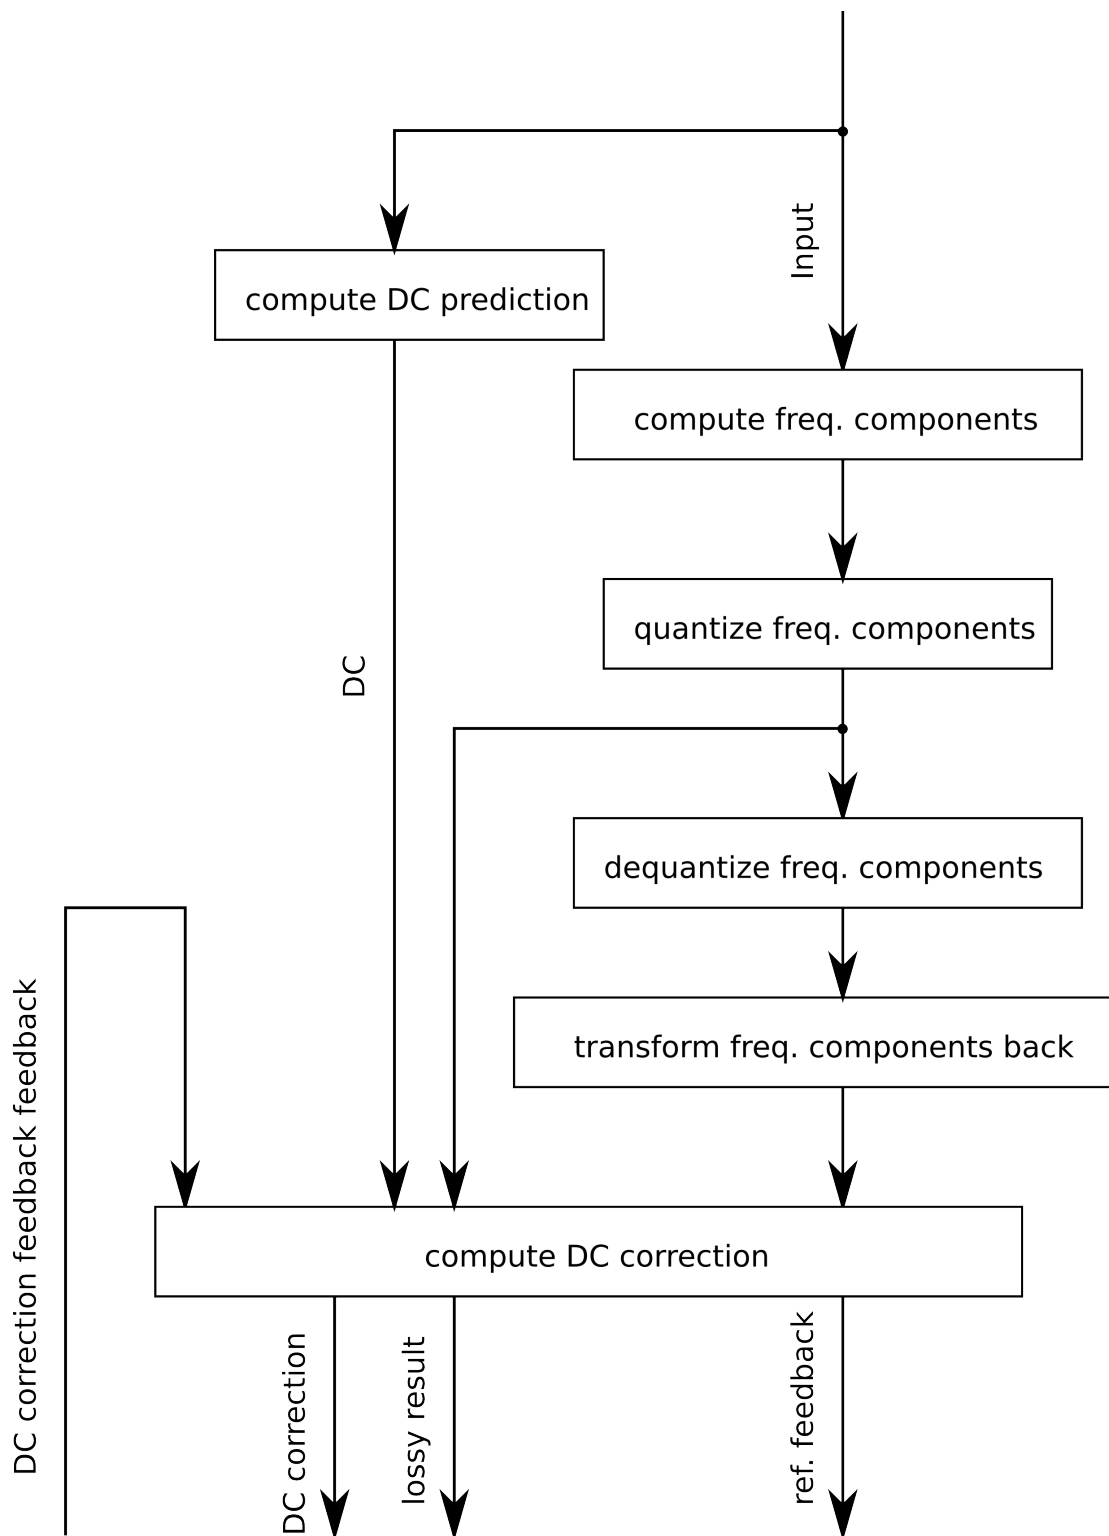 Input
compute DC prediction
compute freq. components
quantize freq. components
DC
dequantize freq. components
transform freq. components back
DC correction feedback feedback
compute DC correction
DC correction
lossy result
ref. feedback